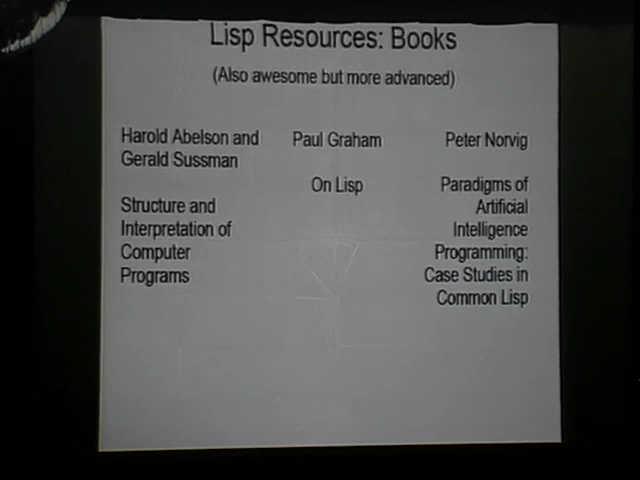 Lisp Resources: Books
(Also awesome but more advanced)
Harold Abelson and
Gerald Sussman
Structure and
Interpretation of
Computer
Programs
Paul Graham
On Lisp
Peter Norvig
Paradigms of
Artificial
Intelligence
Programming:
Case Studies in
Common Lisp